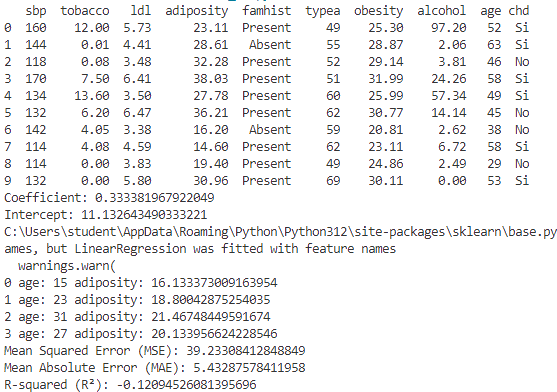 sbp tobacco ldl adiposity famhist typea obesity alcohol age chd
0 160 12.00 5.73 23.11 Present 49 25.30 97.20 52 Si
1 144 0.01 4.41 28.61 Absent 55 28.87 2.06 63 Si
2 118 0.08 3.48 32.28 Present 52 29.14 3.81 46 No
3 170 7.50 6.41 38.03 Present 51 31.99 24.26 58 Si
4 134 13.60 3.50 27.78 Present 60 25.99 57.34 49 Si
5 132 6.20 6.47 36.21 Present 62 30.77 14.14 45 No
6 142 4.05 3.38 16.20 Absent 59 20.81 2.62 38 No
7 114 4.08 4.59 14.60 Present 62 23.11 6.72 58 Si
8 114 0.00 3.83 19.40 Present 49 24.86 2.49 29 No
9 132 0.00 5.80 30.96 Present 69 30.11 0.00 53 Si
Coefficient: 0.333381967922049
Intercept: 11.132643490333221
C:\Users\student\AppData\Roaming\Python\Python312\site-packages\sklearn\base.py
ames, but LinearRegression was fitted with feature names
warnings.warn(
0 age: 15 adiposity: 16.133373009163954
1 age: 23 adiposity: 18.80042875254035
2 age: 31 adiposity: 21.46748449591674
3 age: 27 adiposity: 20.133956624228546
Mean Squared Error (MSE): 39.23308412848849
Mean Absolute Error (MAE): 5.43287578411958
R-squared (R²): -0.12094526081395696